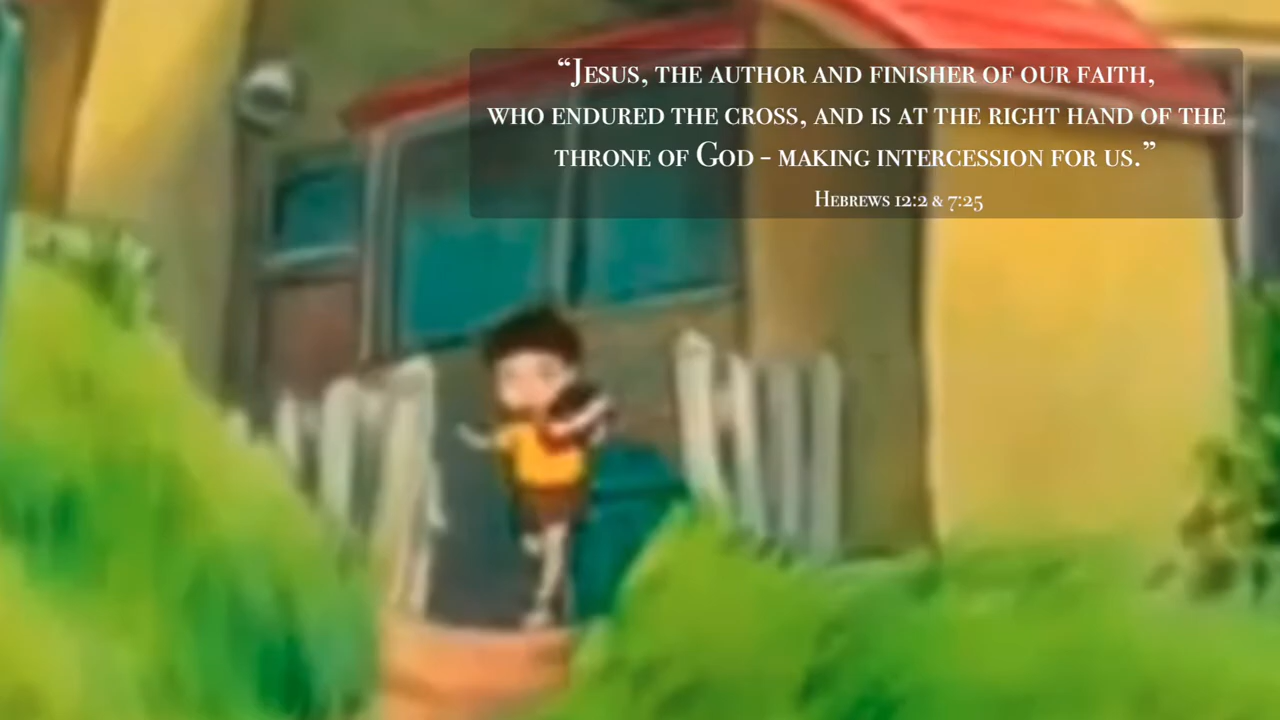 “Jesus, the author and finisher of our faith,
who endured the cross, and is at the right hand of the
throne of God - making intercession for us.”
Hebrews 12:2 & 7:25